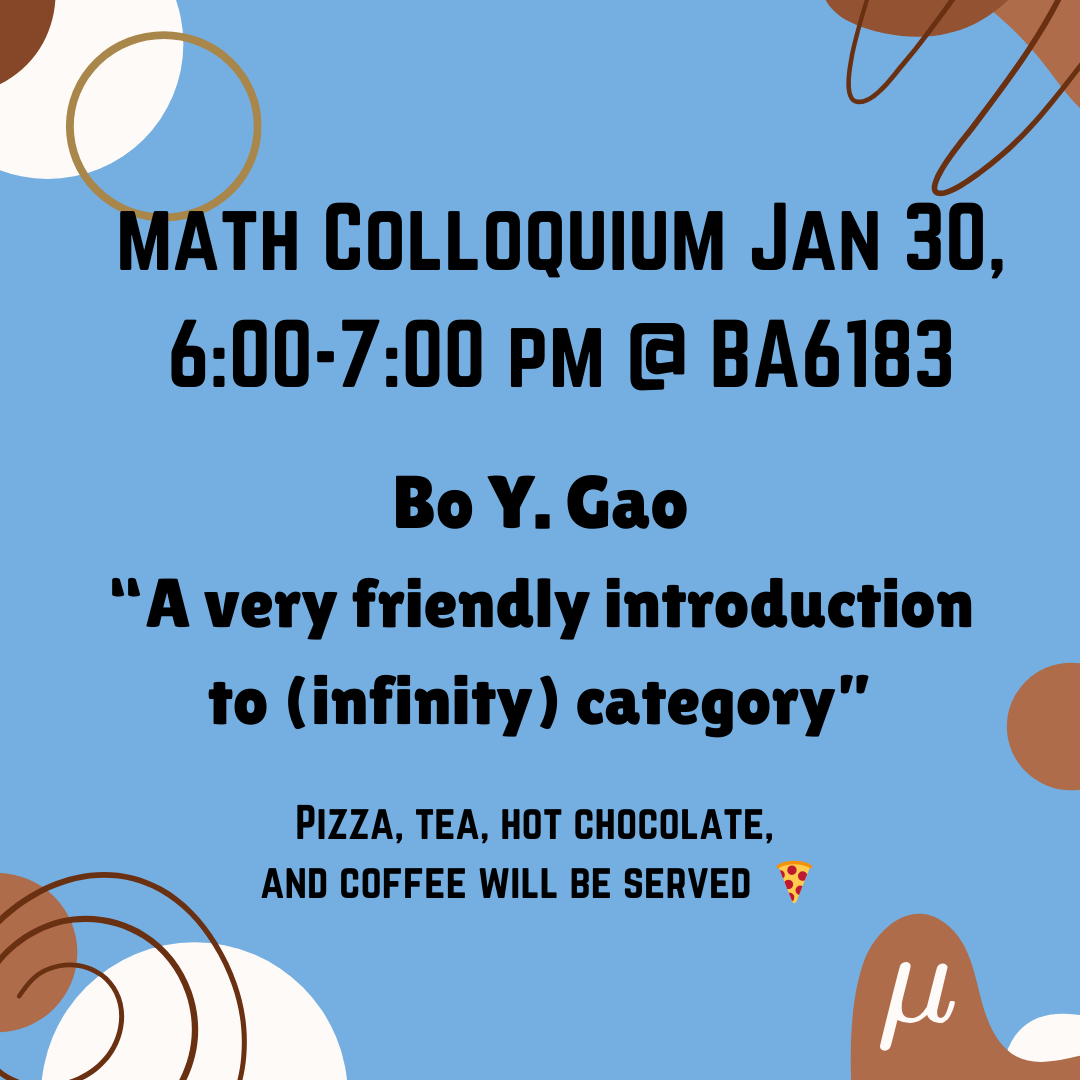 MATH COLLOQUIUM JAN 30,
6:00-7:00 PM @ BA6183
Bo Y. Gao
“A very friendly introduction
to (infinity) category”
PIZZA, TEA, HOT CHOCOLATE,
AND COFFEE WILL BE SERVED 🍕
μ